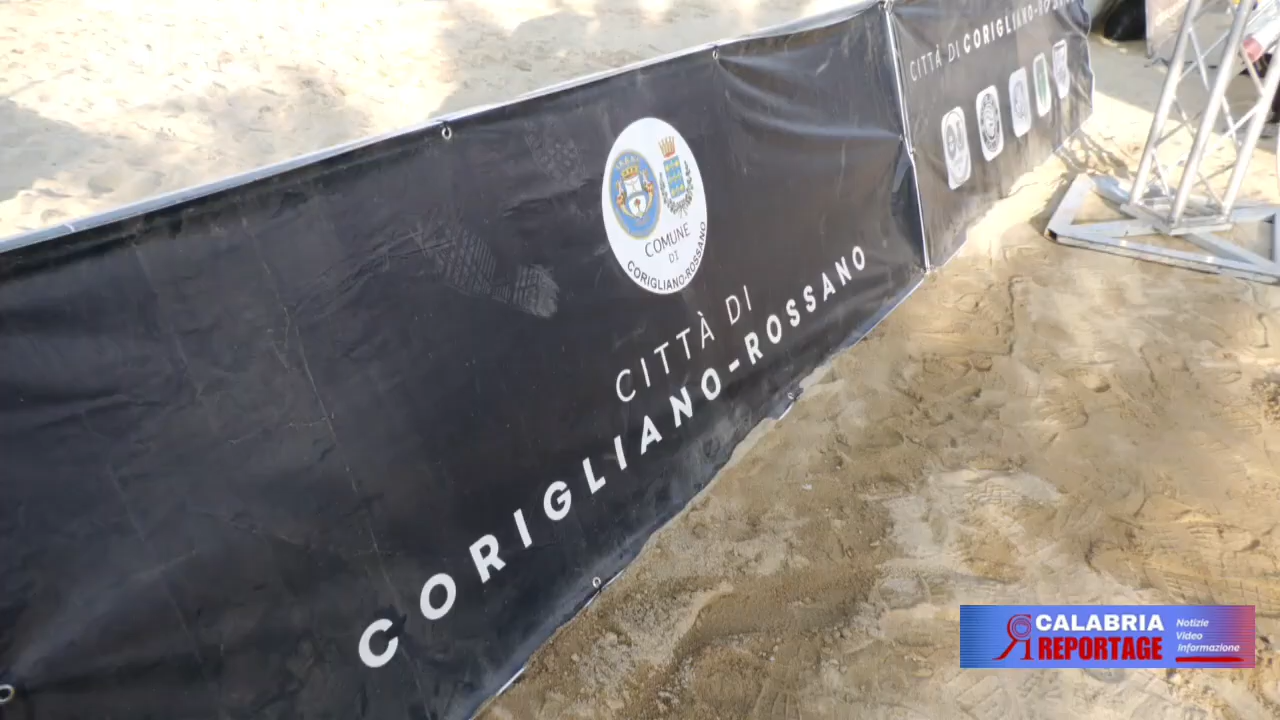 CITTÀ DI CORIGLIANO-ROSSANO
COMUNE
DI
CORIGLIANO-ROSSANO
CITTÀ DI
CORIGLIANO-ROSSANO
CALABRIA
REPORTAGE
Notizie
Video
Informazione